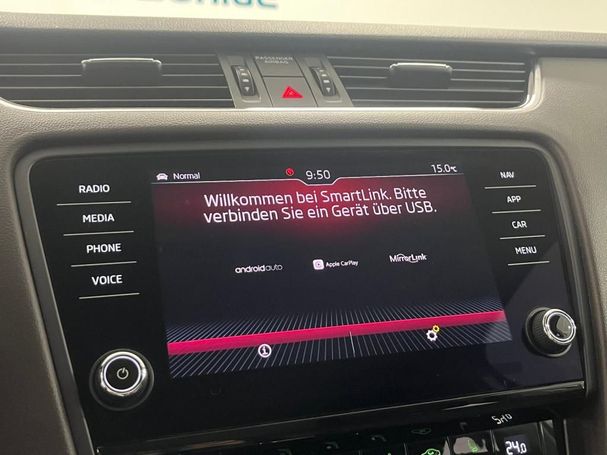 PASSENGER
AIRBAG
Normal
9:50
15.0°C
Willkommen bei SmartLink. Bitte
verbinden Sie ein Gerät über USB.
androidauto
Apple CarPlay
MirrorLink
RADIO
MEDIA
PHONE
VOICE
NAV
APP
CAR
MENU
24.0